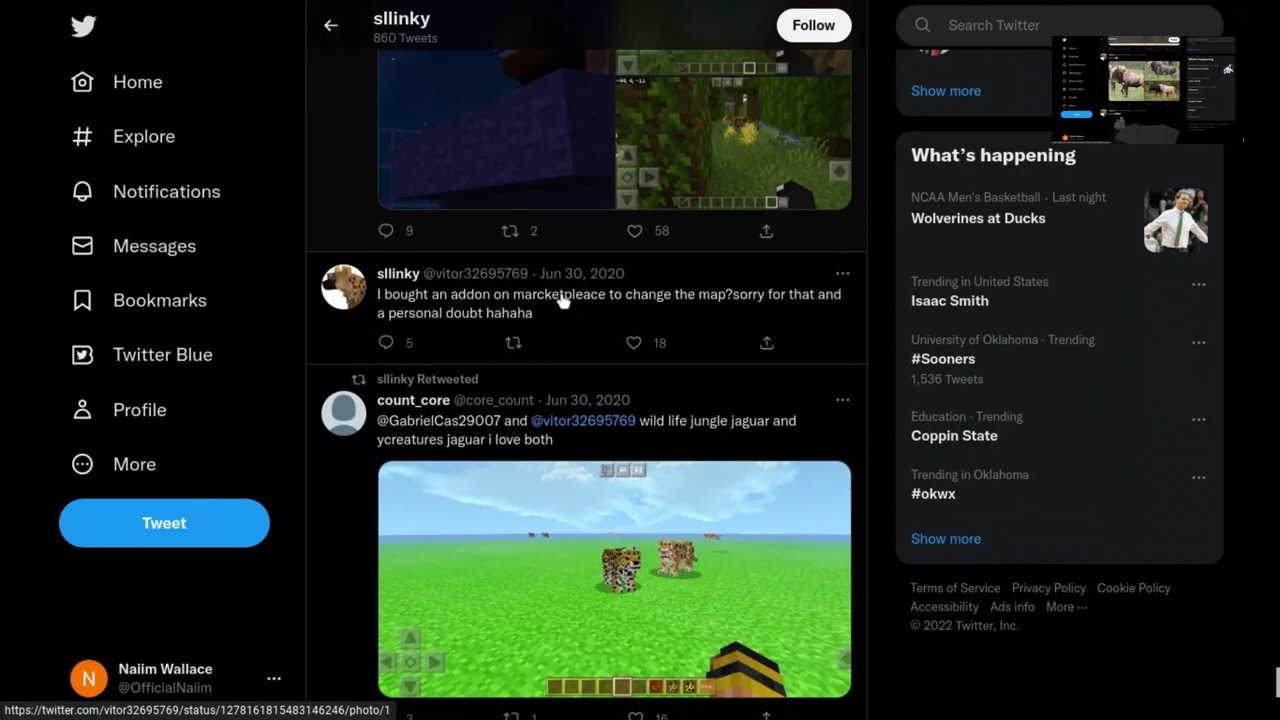 Home
Explore
Notifications
Messages
Bookmarks
Twitter Blue
Profile
More
Tweet
Naiim Wallace
@OfficialNaiim
https://twitter.com/vitor32695769/status/1278161815483146246/photo/1
sllinky
860 Tweets
Follow
9
2
58
sllinky @vitor32695769 · Jun 30, 2020
I bought an addon on marcketpleace to change the map?sorry for that and
a personal doubt hahaha
5
18
sllinky Retweeted
count_core @core_count · Jun 30, 2020
@GabrielCas29007 and @vitor32695769 wild life jungle jaguar and
ycreatures jaguar i love both
3
1
16
Search Twitter
Show more
What's happening
NCAA Men's Basketball · Last night
Wolverines at Ducks
Trending in United States
Isaac Smith
University of Oklahoma · Trending
#Sooners
1,536 Tweets
Education · Trending
Coppin State
Trending in Oklahoma
#okwx
Show more
Terms of Service Privacy Policy Cookie Policy
Accessibility Ads info More
© 2022 Twitter, Inc.